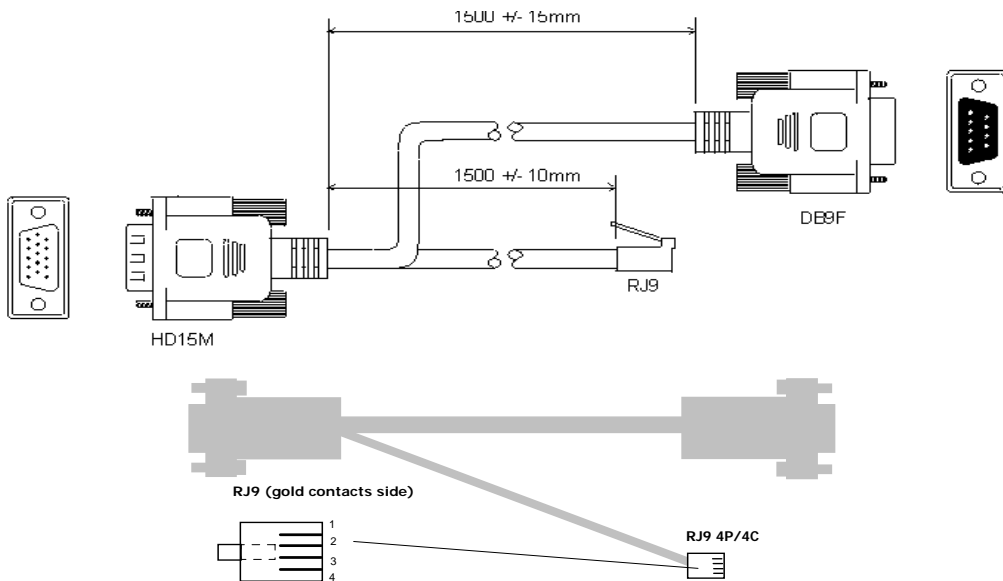 1500 +/- 15mm
1500 +/- 10mm
DB9F
RJ9
HD15M
RJ9 (gold contacts side)
1
2
3
4
RJ9 4P/4C